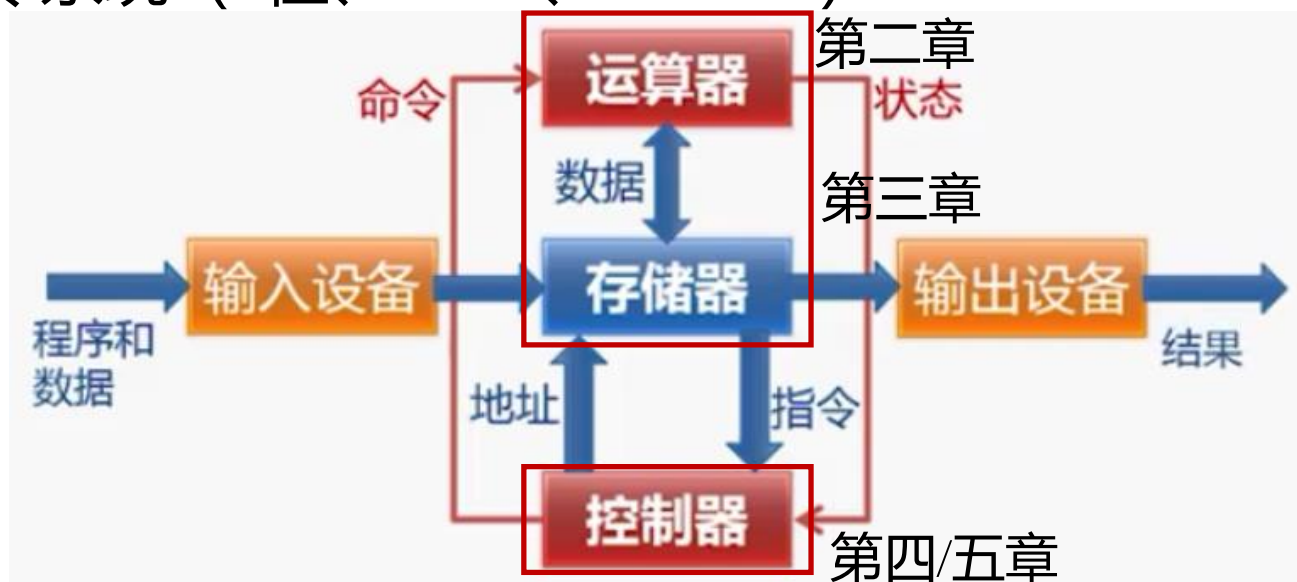 第二章
运算器
命令
状态
数据
第三章
输入设备
存储器
输出设备
程序和
数据
结果
地址
指令
控制器
第四/五章